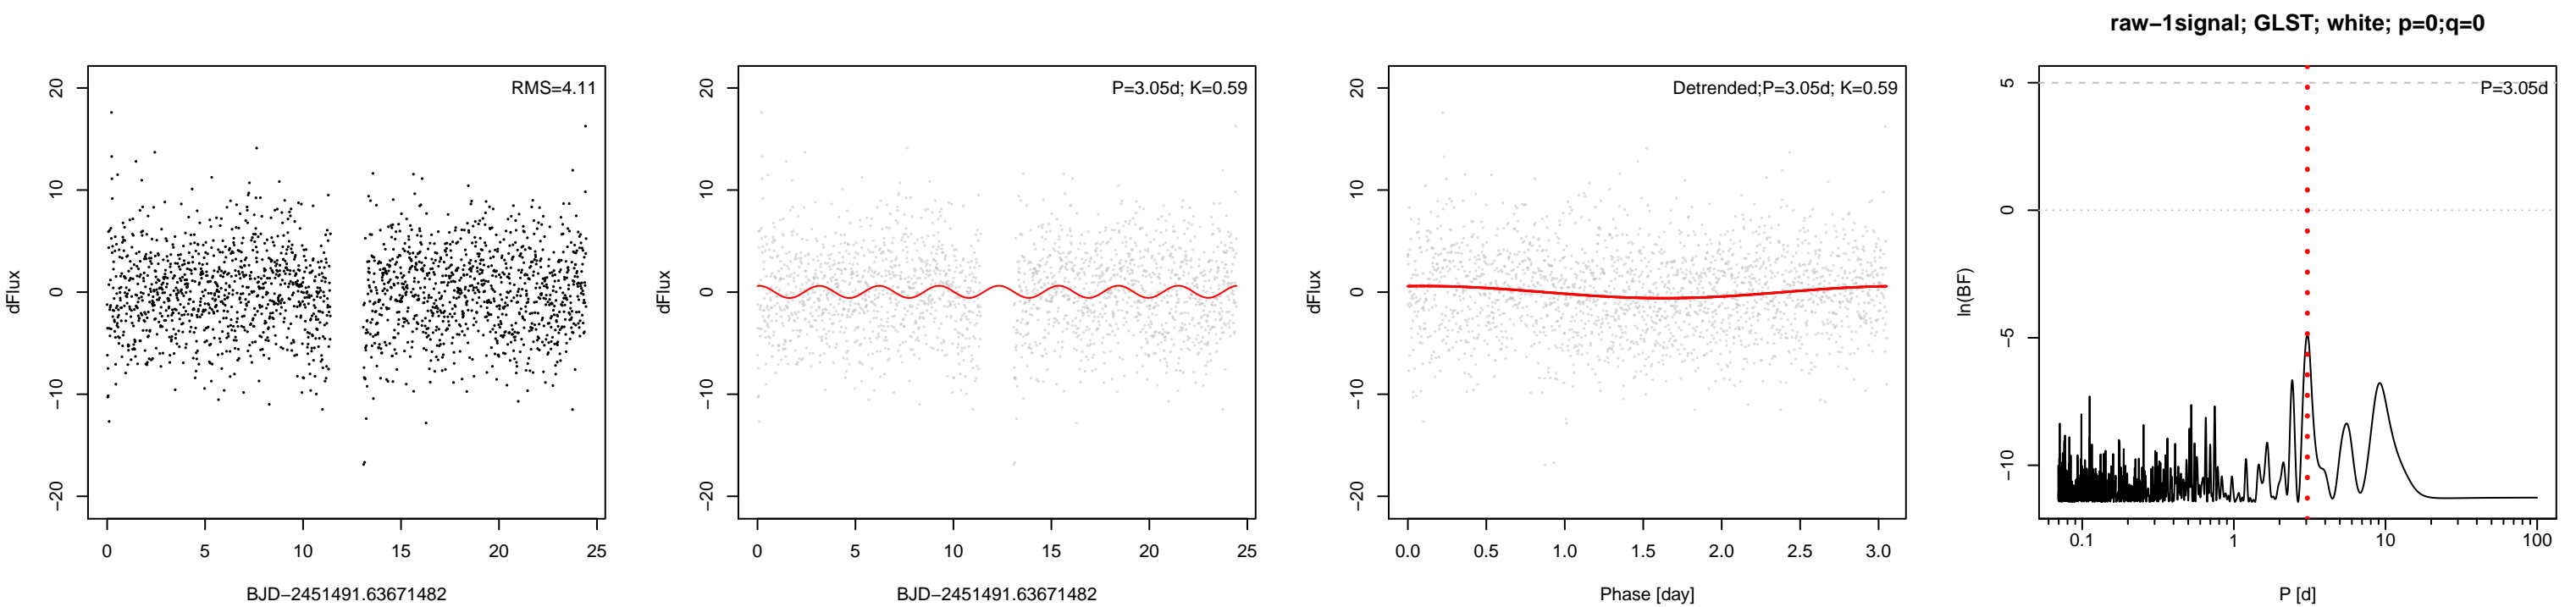 raw−1signal; GLST; white; p=0;q=0
RMS=4.11
20
10
0
−10
−20
dFlux
0 5 10 15 20 25
BJD−2451491.63671482
P=3.05d; K=0.59
20
10
0
−10
−20
dFlux
0 5 10 15 20 25
BJD−2451491.63671482
Detrended;P=3.05d; K=0.59
20
10
0
−10
−20
dFlux
0.0 0.5 1.0 1.5 2.0 2.5 3.0
Phase [day]
P=3.05d
5
0
−5
−10
ln(BF)
0.1 1 10 100
P [d]